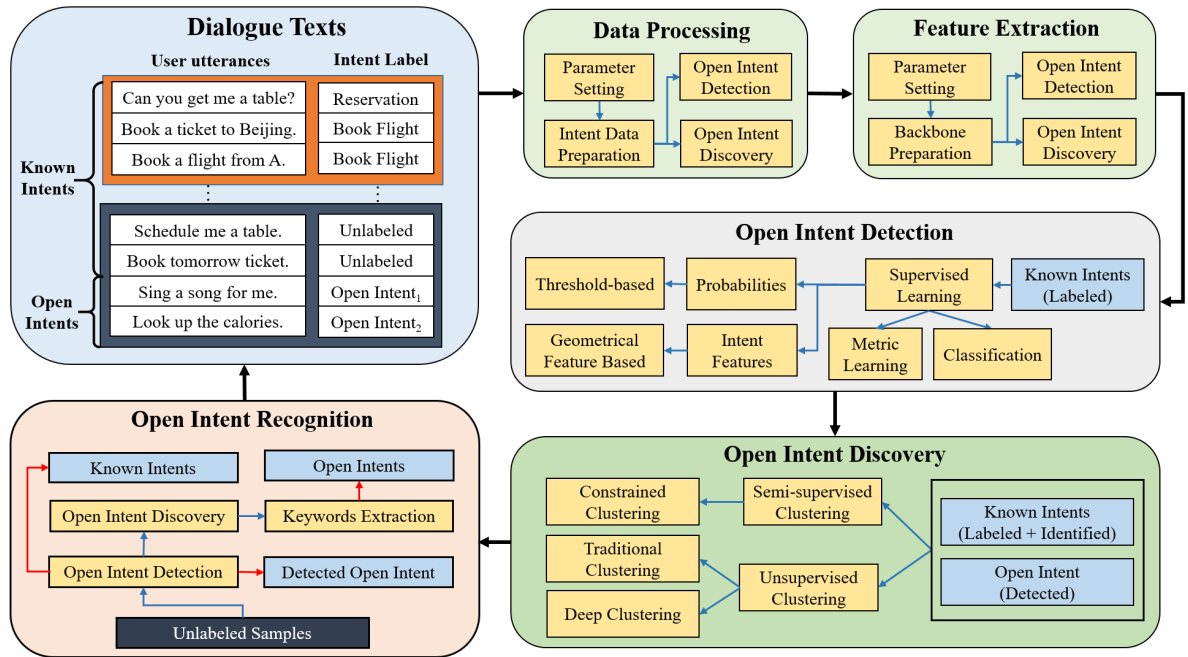 Dialogue Texts
User utterances
Intent Label
Known
Intents
Can you get me a table?
Reservation
Book a ticket to Beijing.
Book Flight
Book a flight from A.
Book Flight
Schedule me a table.
Unlabeled
Book tomorrow ticket.
Unlabeled
Open
Intents
Sing a song for me.
Open Intent₁
Look up the calories.
Open Intent₂
Data Processing
Parameter
Setting
Open Intent
Detection
Intent Data
Preparation
Open Intent
Discovery
Feature Extraction
Parameter
Setting
Open Intent
Detection
Backbone
Preparation
Open Intent
Discovery
Open Intent Detection
Threshold-based
Probabilities
Supervised
Learning
Known Intents
(Labeled)
Geometrical
Feature Based
Intent
Features
Metric
Learning
Classification
Open Intent Discovery
Constrained
Clustering
Semi-supervised
Clustering
Known Intents
(Labeled + Identified)
Traditional
Clustering
Unsupervised
Clustering
Open Intent
(Detected)
Deep Clustering
Open Intent Recognition
Known Intents
Open Intents
Open Intent Discovery
Keywords Extraction
Open Intent Detection
Detected Open Intent
Unlabeled Samples